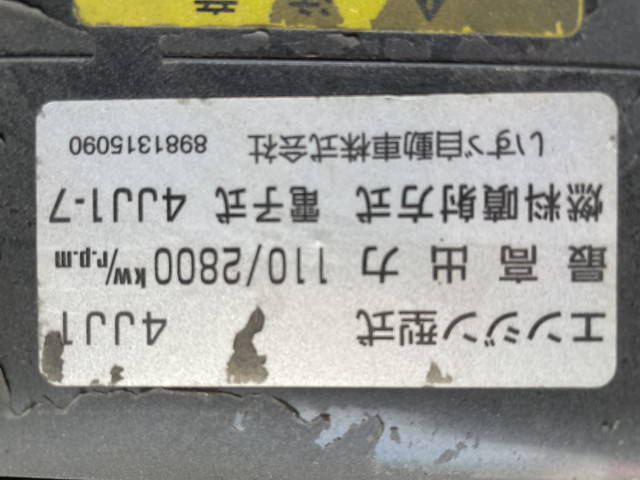 エンジン型式 4JJ1
最高出力 110/2800kw/r.p.m
燃料噴射方式 電子式 4JJ1-7
いすゞ自動車株式会社 8981315090
注